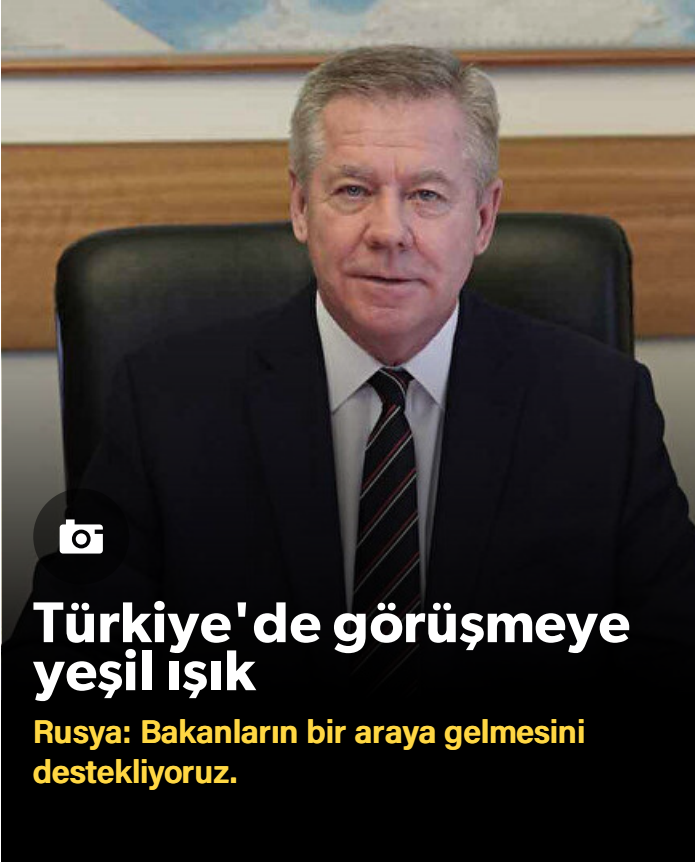 Türkiye'de görüşmeye
yeşil ışık
Rusya: Bakanların bir araya gelmesini
destekliyoruz.